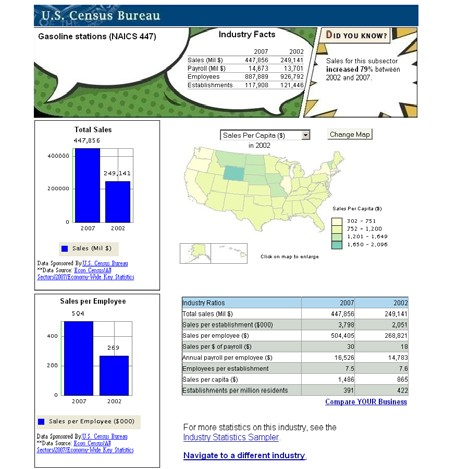 U.S. Census Bureau
Gasoline stations (NAICS 447)
Industry Facts
2007 2002
Sales (Mil $) 447,856 249,141
Payroll (Mil $) 14,673 13,701
Employees 887,889 926,792
Establishments 117,908 121,446
DID YOU KNOW?
Sales for this subsector
increased 79% between
2002 and 2007.
Total Sales
447,856
249,141
400000
200000
0
2007 2002
Sales (Mil $)
Data Sponsored By U.S. Census Bureau
**Data Source: Econ Census/All
Sectors/2007/Economy-Wide Key Statistics
Sales Per Capita ($)
Change Map
in 2002
Sales Per Capita ($)
302 - 751
752 - 1,200
1,201 - 1,649
1,650 - 2,098
Click on map to enlarge
Sales per Employee
504
269
400
200
0
2007 2002
Sales per Employee ($000)
Data Sponsored By U.S. Census Bureau
**Data Source: Econ Census/All
Sectors/2007/Economy-Wide Key Statistics
Industry Ratios 2007 2002
Total sales (Mil $) 447,856 249,141
Sales per establishment ($000) 3,798 2,051
Sales per employee ($) 504,405 268,821
Sales per $ of payroll ($) 30 18
Annual payroll per employee ($) 16,526 14,783
Employees per establishment 7.5 7.6
Sales per capita ($) 1,486 865
Establishments per million residents 391 422
Compare YOUR Business
For more statistics on this industry, see the
Industry Statistics Sampler.
Navigate to a different industry.